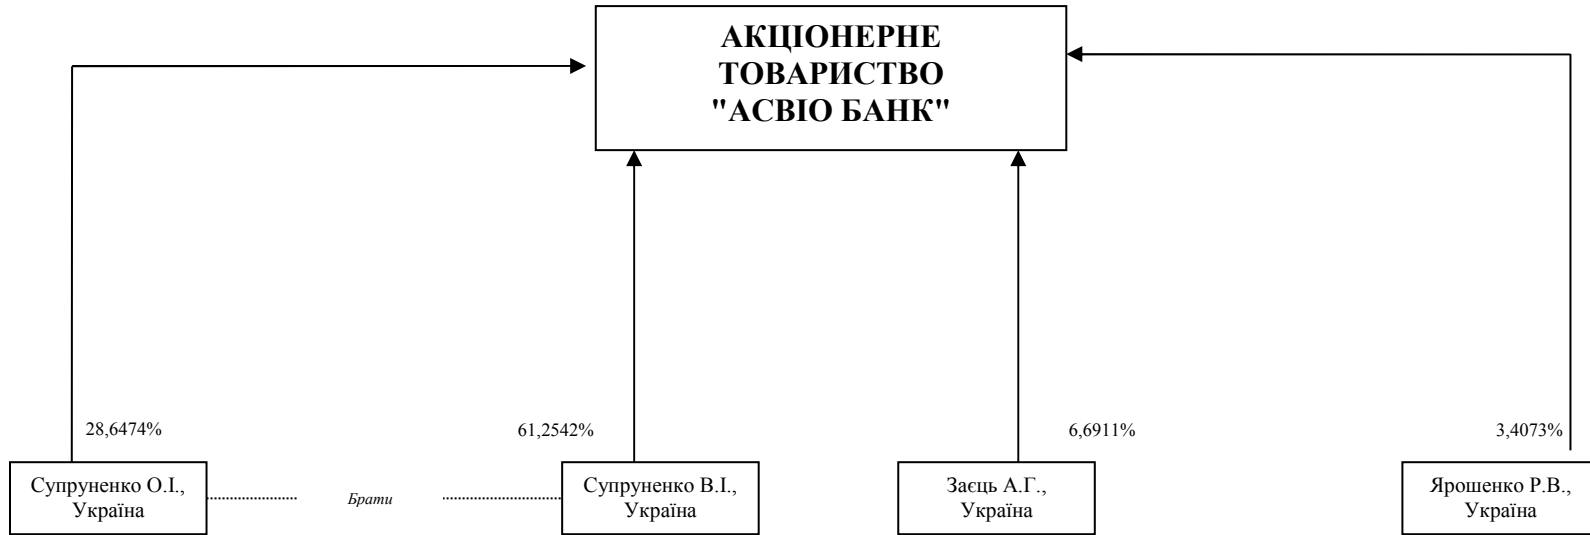 АКЦІОНЕРНЕ
ТОВАРИСТВО
"АСВІО БАНК"
28,6474%
61,2542%
6,6911%
3,4073%
Супруненко О.І.,
Україна
Брати
Супруненко В.І.,
Україна
Заєць А.Г.,
Україна
Ярошенко Р.В.,
Україна